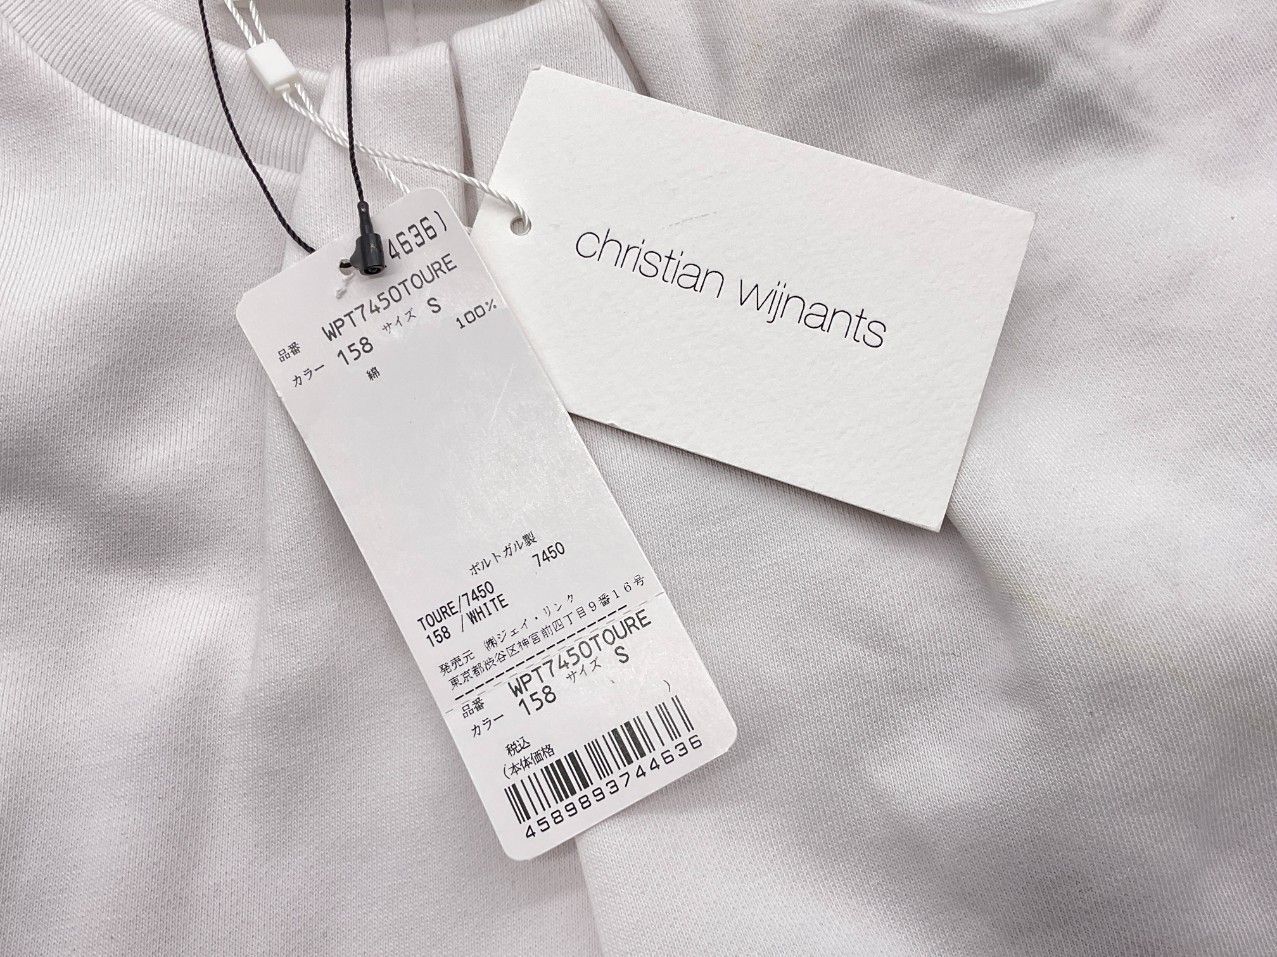 4636)
品番 WPT7450TOURE
カラー 158 サイズ S
綿 100%
ポルトガル製
TOURE/7450 7450
158 /WHITE
発売元 ㈱ジェイ・リンク
東京都渋谷区神宮前四丁目9番16号
品番 WPT7450TOURE
カラー 158 サイズ S
税込
(本体価格 )
4589893744636
christian wijnants